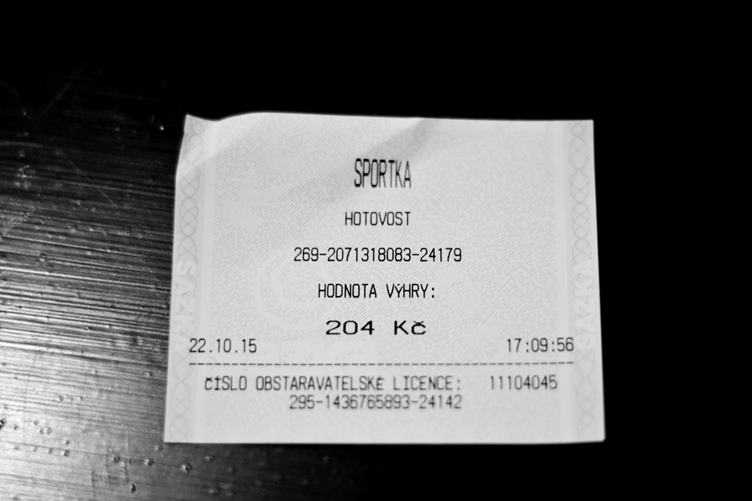 SPORTKA
HOTOVOST
269-2071318083-24179
HODNOTA VÝHRY:
204 Kč
22.10.15 17:09:56
ČÍSLO OBSTARAVATELSKÉ LICENCE: 11104045
295-1436765893-24142